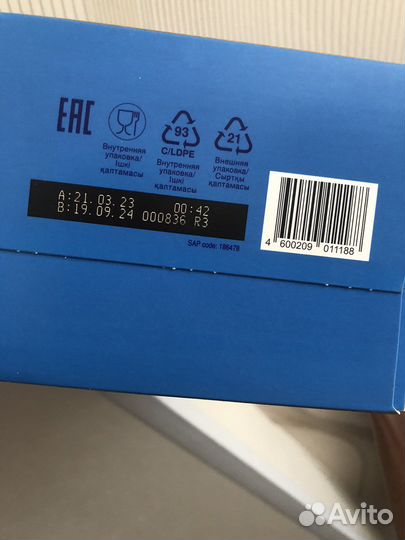 EAC
93
C/LDPE
21
Внутренняя
упаковка/
Ішкі
қаптамасы
Внутренняя
упаковка/
Ішкі
қаптамасы
Внешняя
упаковка/
Сыртқы
қаптамасы
A:21.03.23 00:42
B:19.09.24 000836 R3
SAP code: 186478
4 600209 011188
Avito